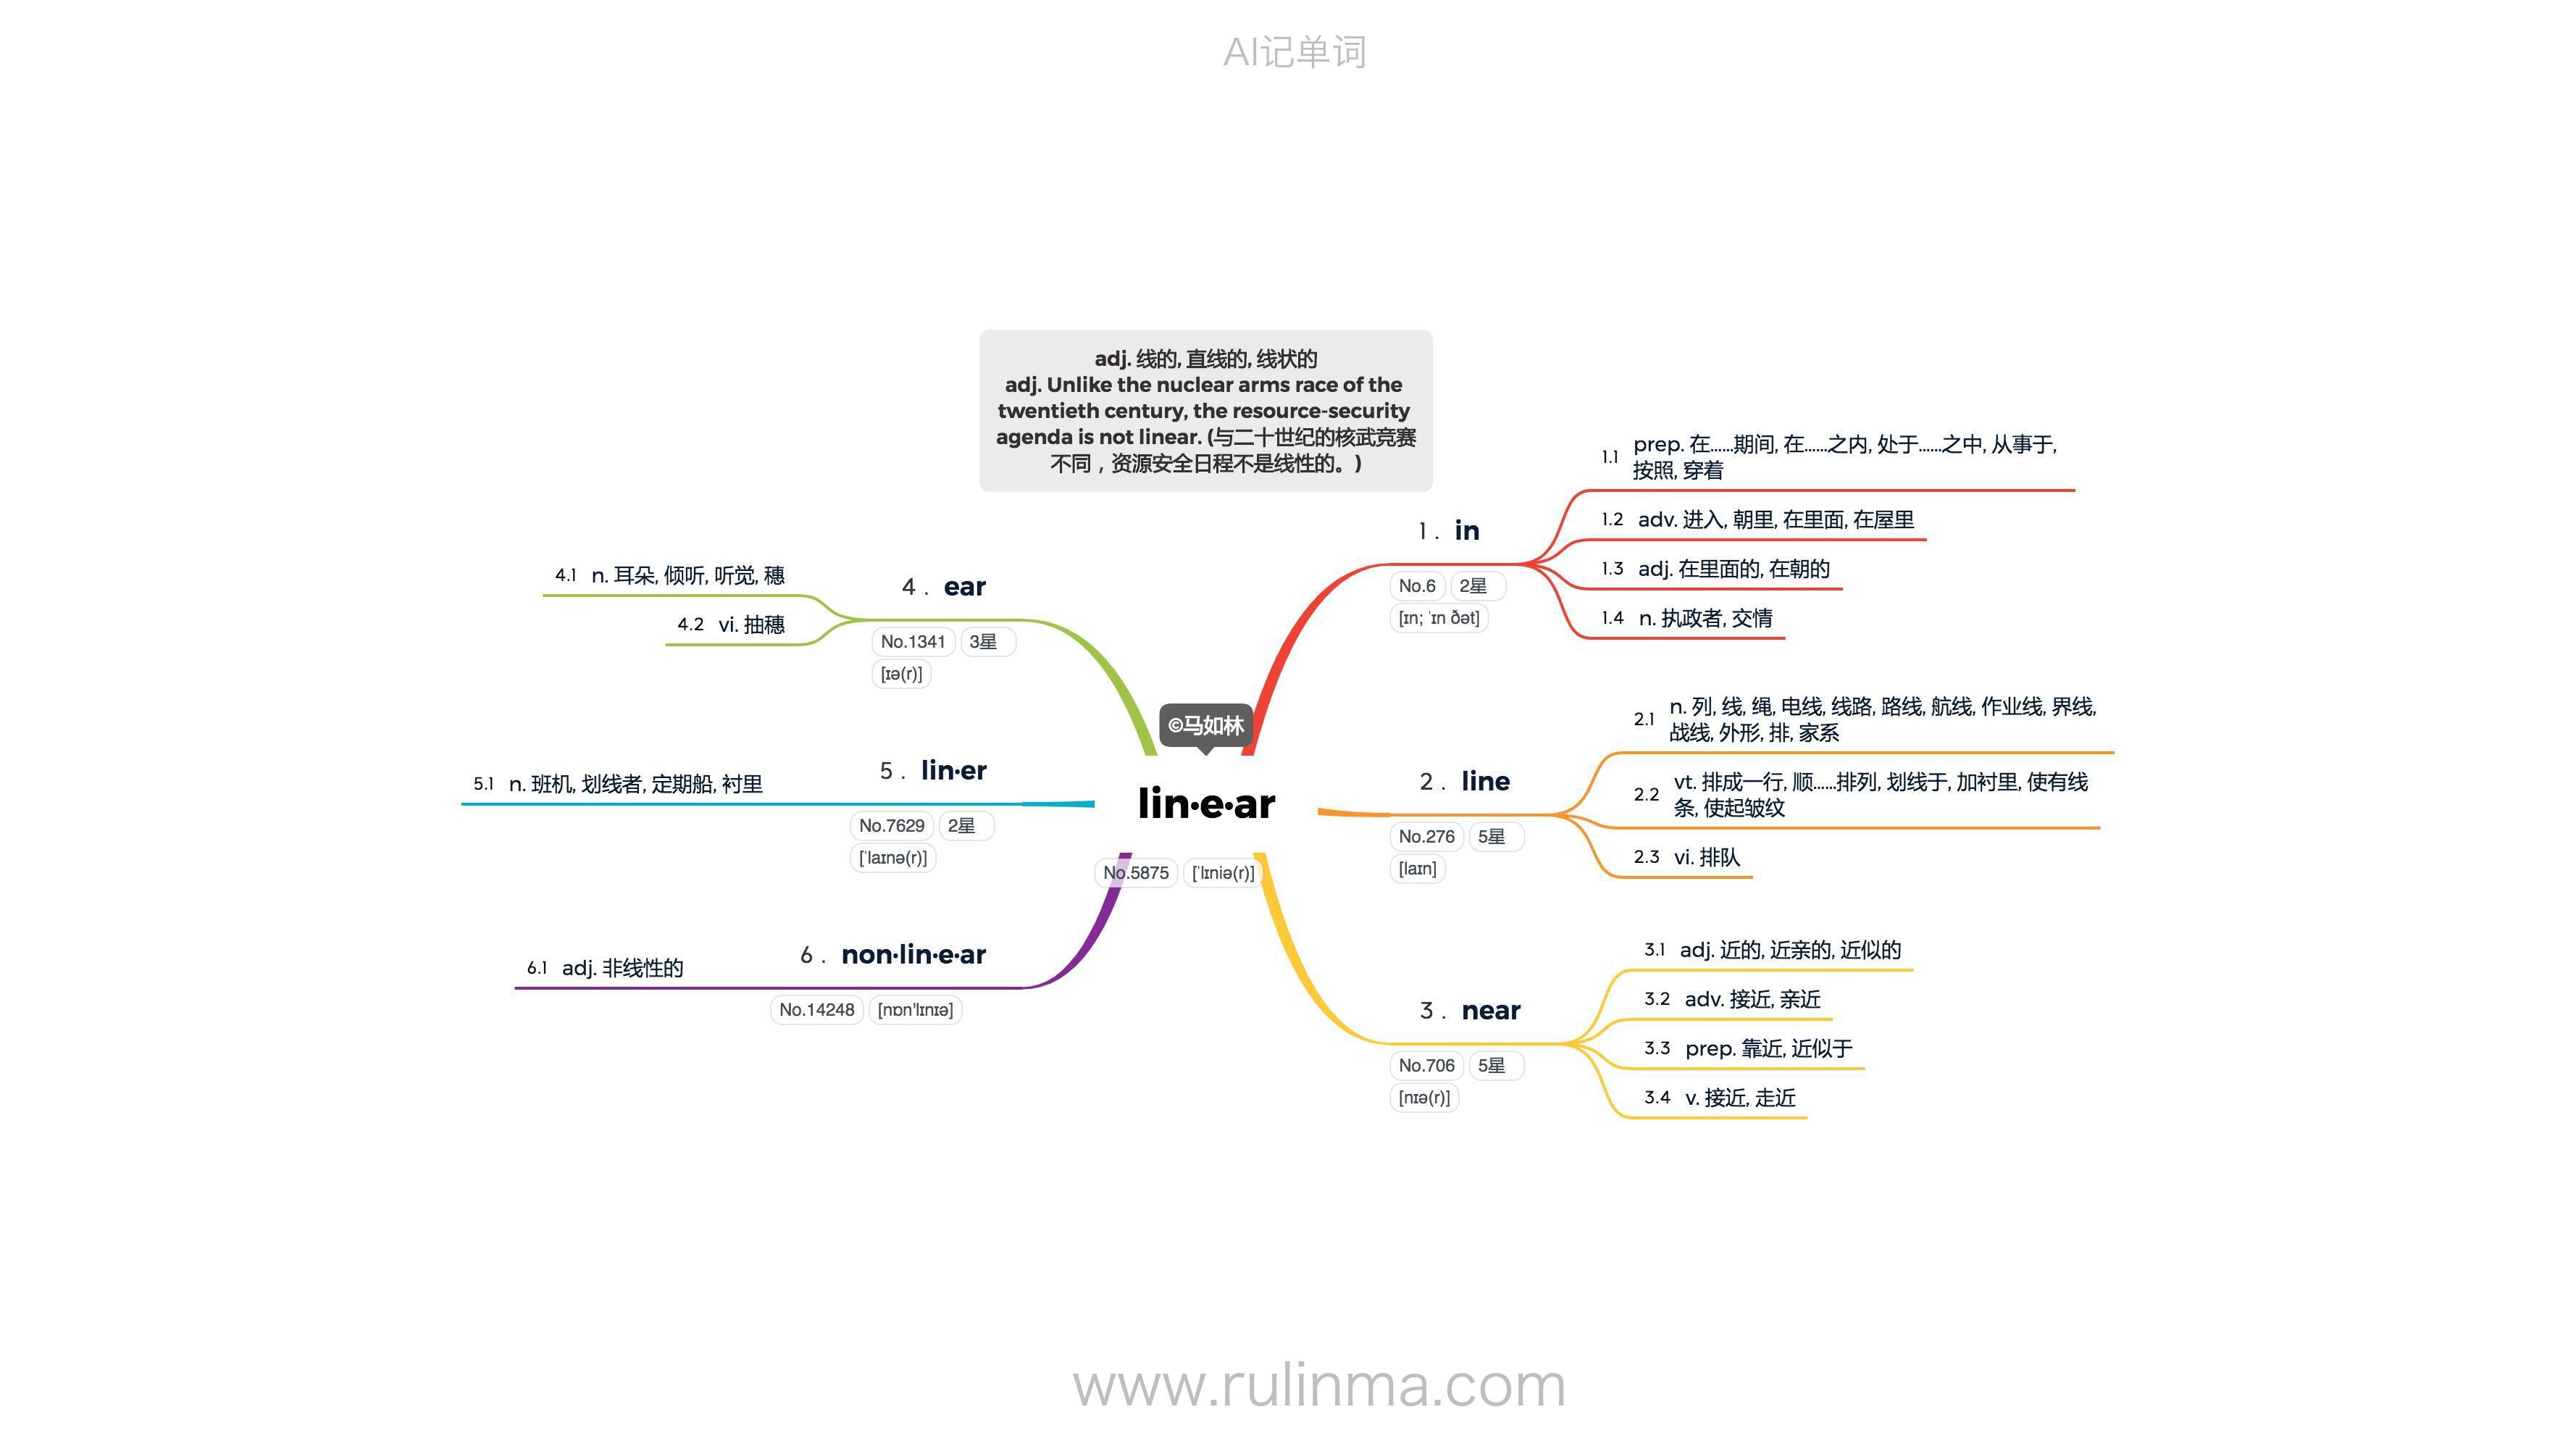 AI记单词
adj. 线的, 直线的, 线状的
adj. Unlike the nuclear arms race of the
twentieth century, the resource-security
agenda is not linear. (与二十世纪的核武竞赛
不同，资源安全日程不是线性的。)
©马如林
lin·e·ar
No.5875 [ˈlɪniə(r)]
1 . in
No.6 2星
[ɪn; ˈɪn ðət]
1.1 prep. 在……期间, 在……之内, 处于……之中, 从事于,
按照, 穿着
1.2 adv. 进入, 朝里, 在里面, 在屋里
1.3 adj. 在里面的, 在朝的
1.4 n. 执政者, 交情
2 . line
No.276 5星
[laɪn]
2.1 n. 列, 线, 绳, 电线, 线路, 路线, 航线, 作业线, 界线,
战线, 外形, 排, 家系
2.2 vt. 排成一行, 顺……排列, 划线于, 加衬里, 使有线
条, 使起皱纹
2.3 vi. 排队
3 . near
No.706 5星
[nɪə(r)]
3.1 adj. 近的, 近亲的, 近似的
3.2 adv. 接近, 亲近
3.3 prep. 靠近, 近似于
3.4 v. 接近, 走近
4 . ear
No.1341 3星
[ɪə(r)]
4.1 n. 耳朵, 倾听, 听觉, 穗
4.2 vi. 抽穗
5 . lin·er
No.7629 2星
[ˈlaɪnə(r)]
5.1 n. 班机, 划线者, 定期船, 衬里
6 . non·lin·e·ar
No.14248 [nɒn'lɪnɪə]
6.1 adj. 非线性的
www.rulinma.com